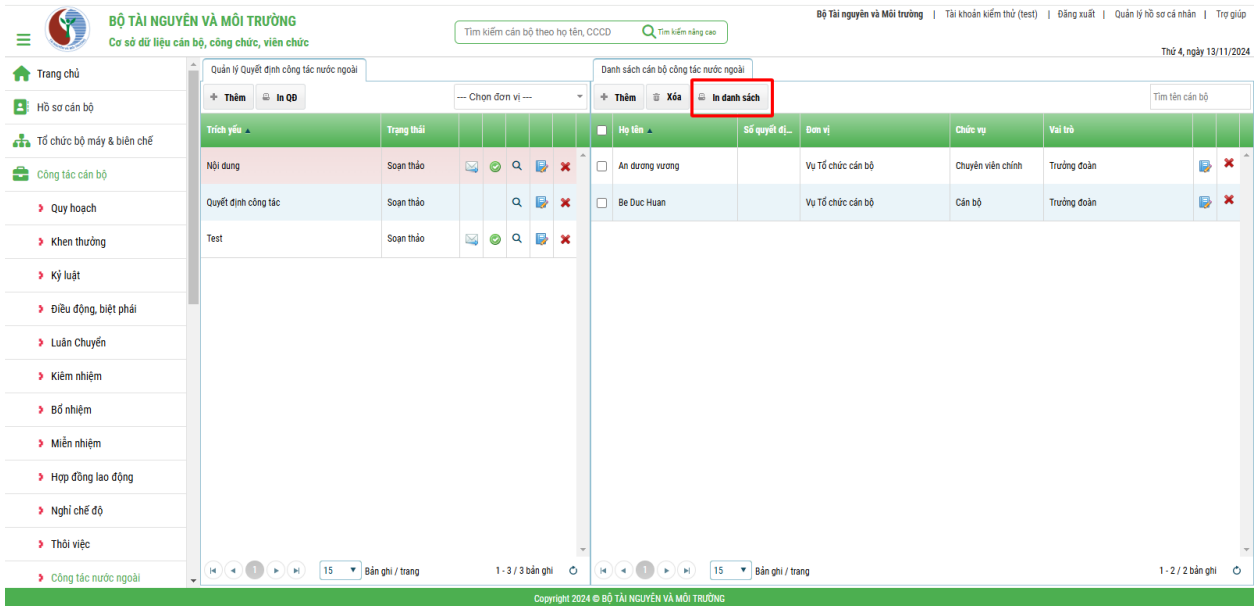 BỘ TÀI NGUYÊN VÀ MÔI TRƯỜNG
Cơ sở dữ liệu cán bộ, công chức, viên chức
Tìm kiếm cán bộ theo họ tên, CCCD Tìm kiếm nâng cao
Bộ Tài nguyên và Môi trường | Tài khoản kiểm thử (test) | Đăng xuất | Quản lý hồ sơ cá nhân | Trợ giúp
Thứ 4, ngày 13/11/2024
Trang chủ
Hồ sơ cán bộ
Tổ chức bộ máy & biên chế
Công tác cán bộ
Quy hoạch
Khen thưởng
Kỷ luật
Điều động, biệt phái
Luân Chuyển
Kiêm nhiệm
Bổ nhiệm
Miễn nhiệm
Hợp đồng lao động
Nghỉ chế độ
Thôi việc
Công tác nước ngoài
Quản lý Quyết định công tác nước ngoài
Thêm In QĐ --- Chọn đơn vị ---
Trích yếu Trạng thái
Nội dung Soạn thảo
Quyết định công tác Soạn thảo
Test Soạn thảo
1 15 Bản ghi / trang 1 - 3 / 3 bản ghi
Danh sách cán bộ công tác nước ngoài
Thêm Xóa In danh sách Tìm tên cán bộ
Họ tên Số quyết đị... Đơn vị Chức vụ Vai trò
An dương vương Vụ Tổ chức cán bộ Chuyên viên chính Trưởng đoàn
Be Duc Huan Vụ Tổ chức cán bộ Cán bộ Trưởng đoàn
1 15 Bản ghi / trang 1 - 2 / 2 bản ghi
Copyright 2024 © BỘ TÀI NGUYÊN VÀ MÔI TRƯỜNG